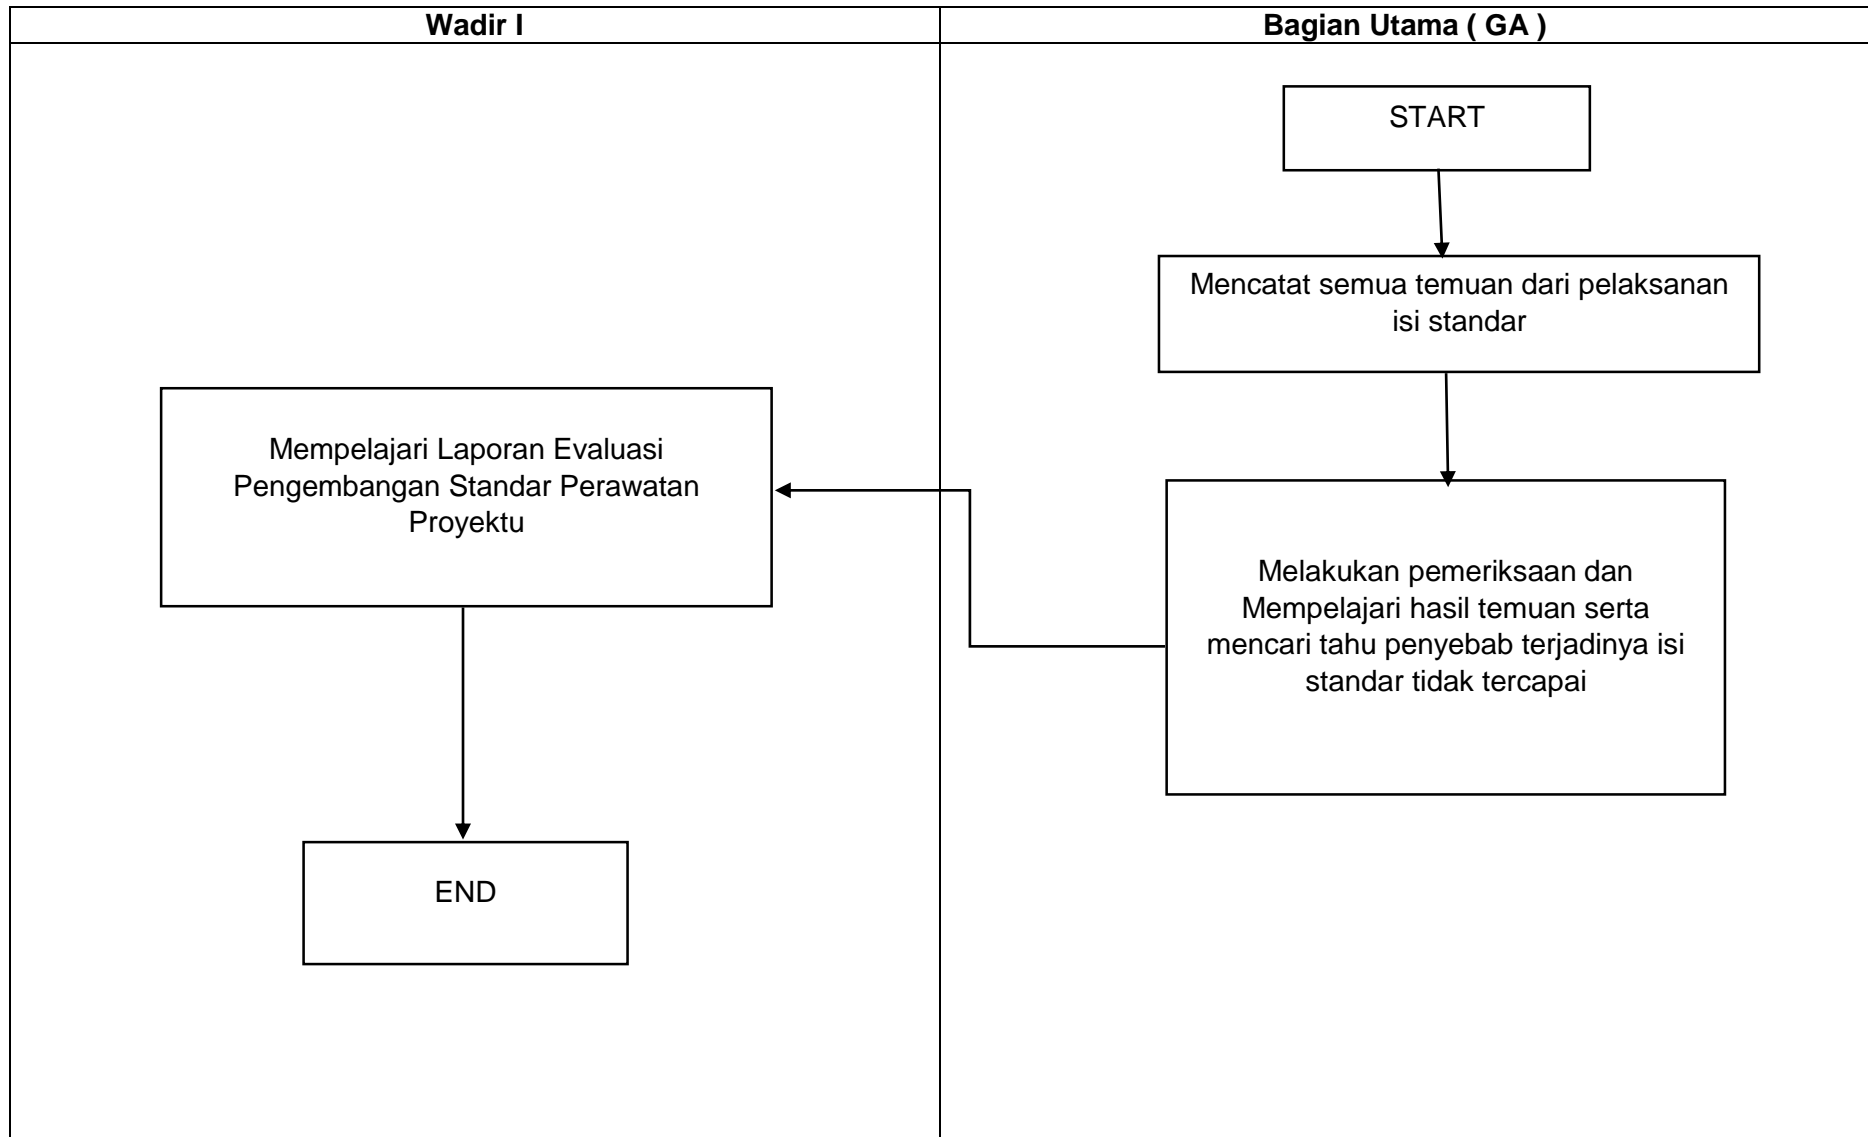 Wadir I
Bagian Utama ( GA )
START
Mencatat semua temuan dari pelaksanan
isi standar
Melakukan pemeriksaan dan
Mempelajari hasil temuan serta
mencari tahu penyebab terjadinya isi
standar tidak tercapai
Mempelajari Laporan Evaluasi
Pengembangan Standar Perawatan
Proyektu
END